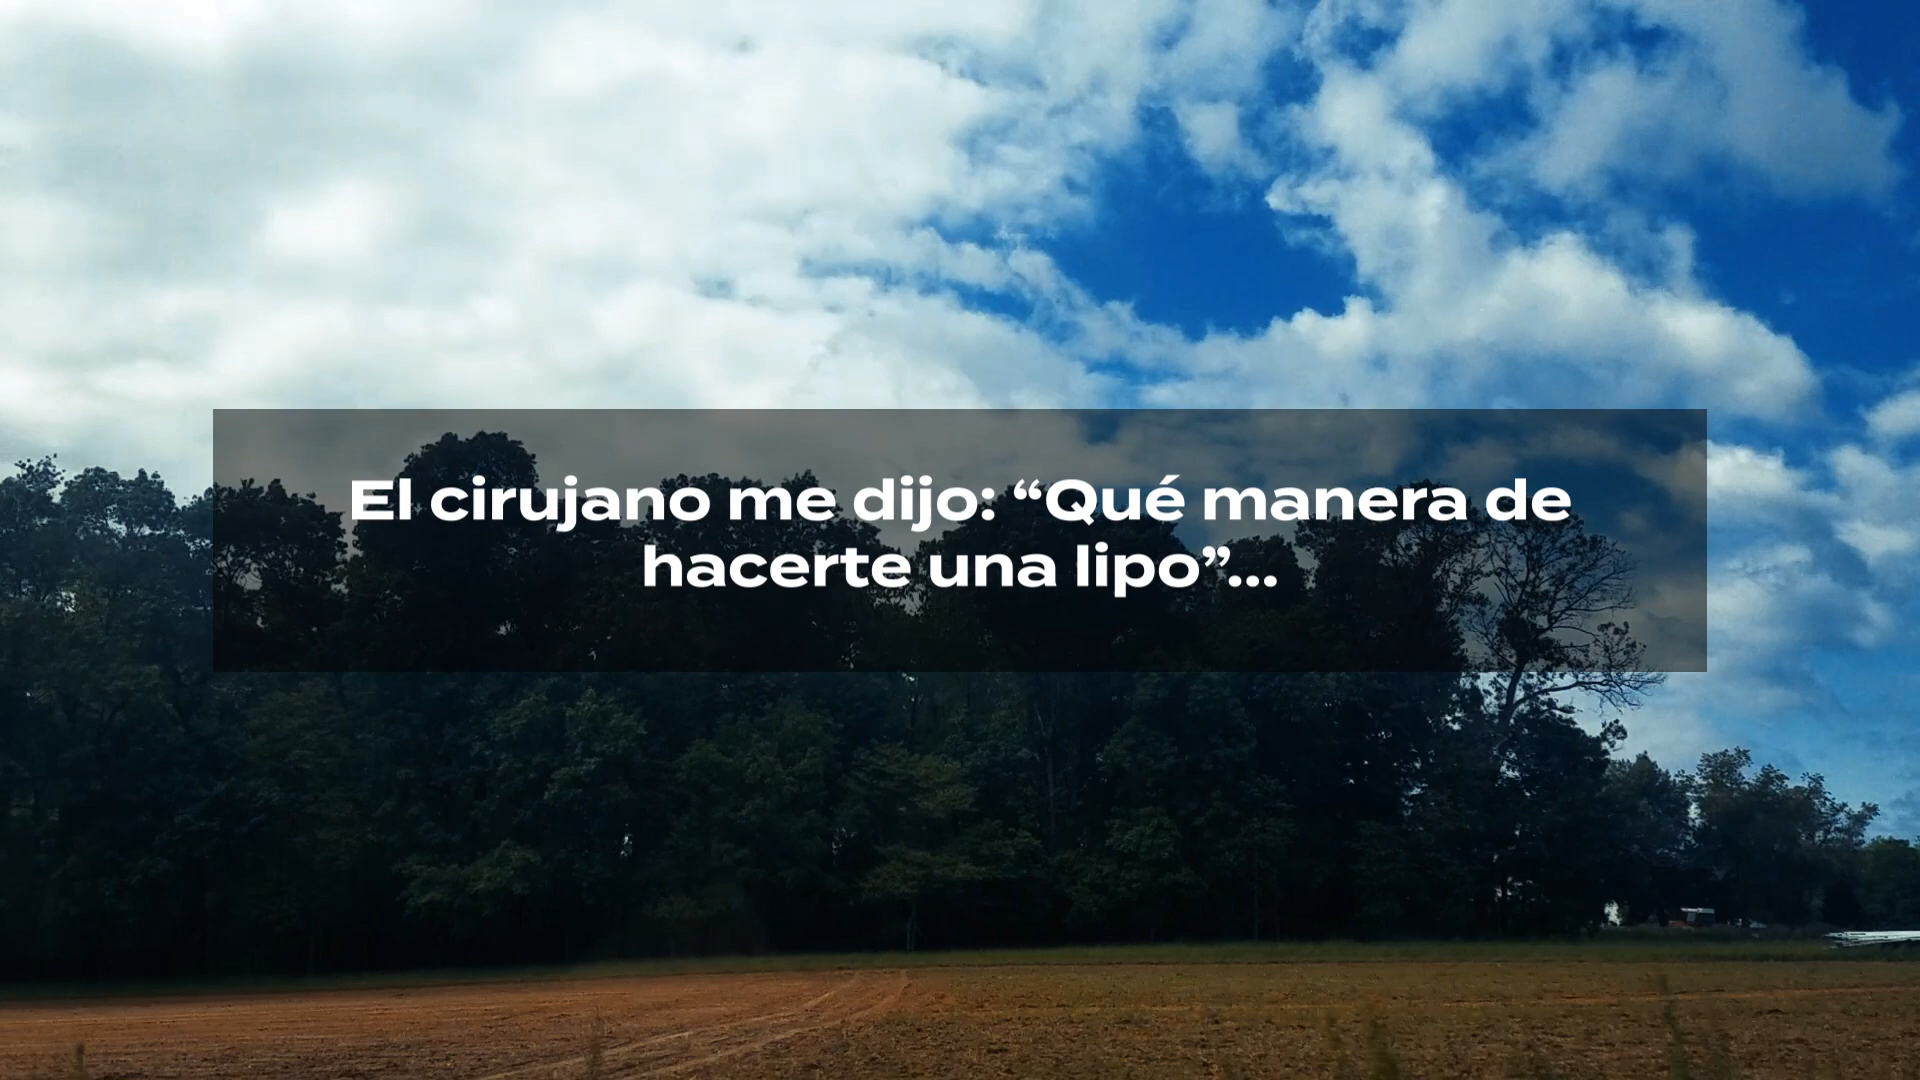 El cirujano me dijo: “Qué manera de
hacerte una lipo”...